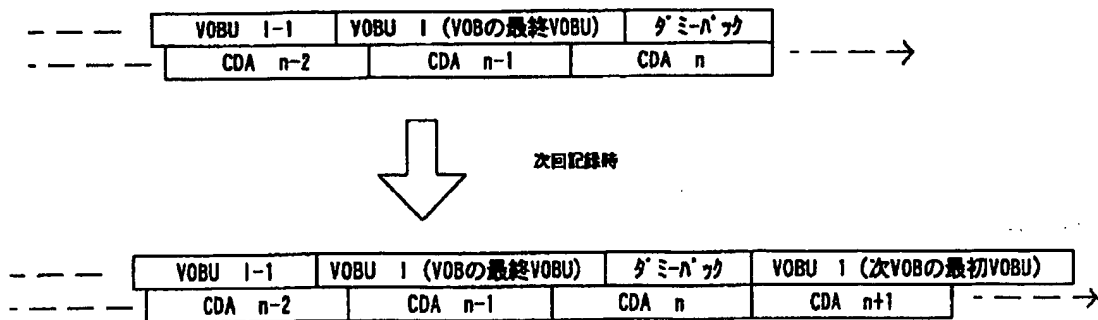 VOBU I-1 VOBU I (VOBの最終VOBU) ダミーパック
CDA n-2 CDA n-1 CDA n
次回記録時
VOBU I-1 VOBU I (VOBの最終VOBU) ダミーパック VOBU 1 (次VOBの最初VOBU)
CDA n-2 CDA n-1 CDA n CDA n+1